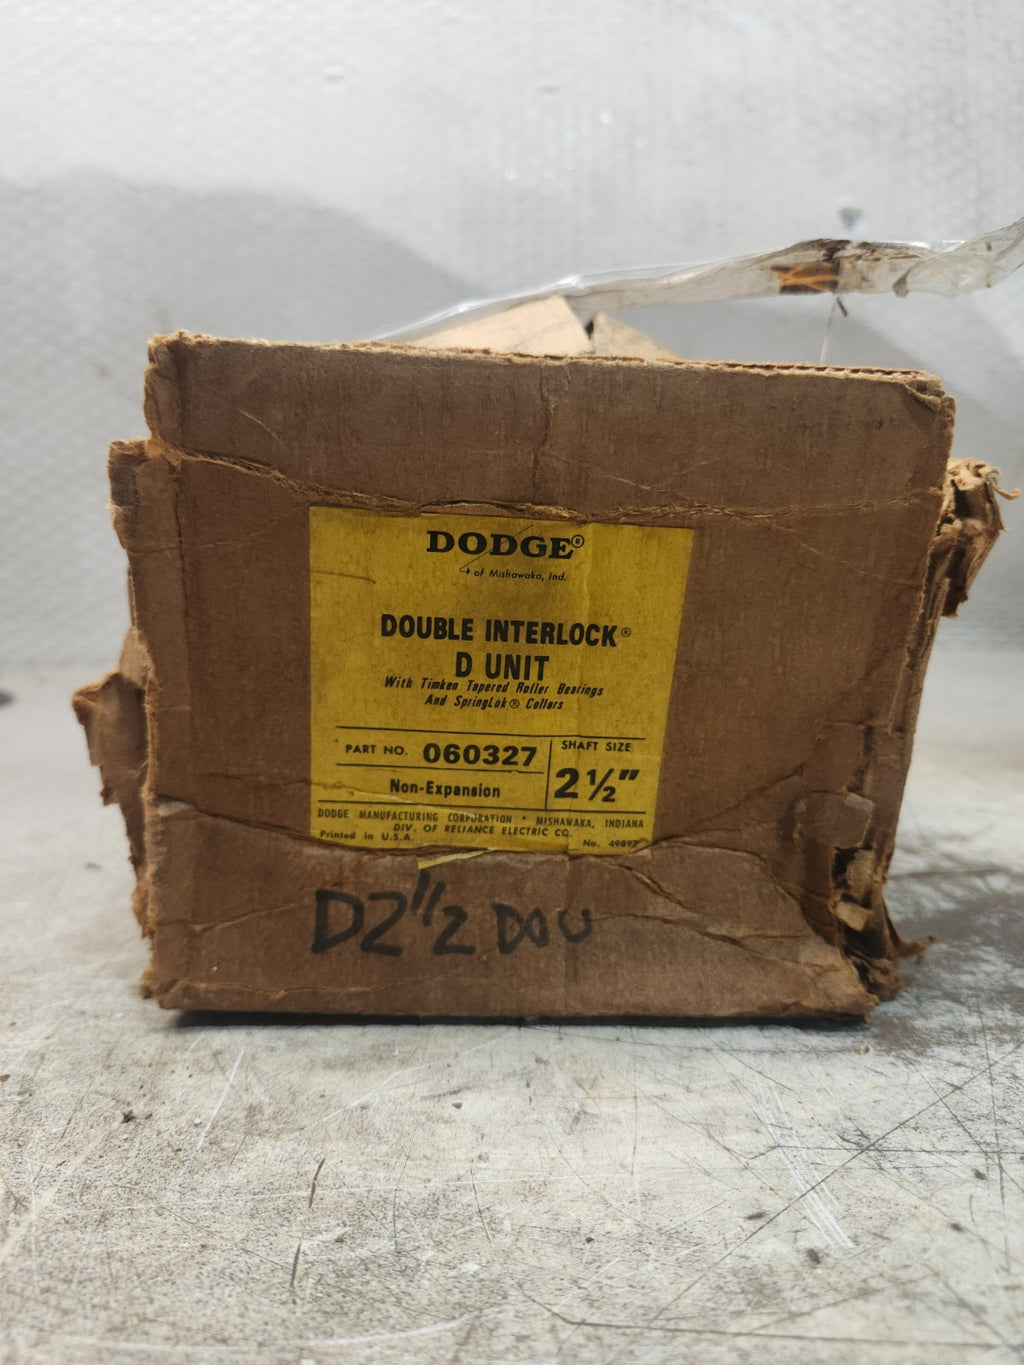 DODGE®
of Mishawaka, Ind.
DOUBLE INTERLOCK®
D UNIT
With Timken Tapered Roller Bearings
And SpringLok® Collars
PART NO. 060327
SHAFT SIZE
Non-Expansion
2½"
DODGE MANUFACTURING CORPORATION • MISHAWAKA, INDIANA
DIV. OF RELIANCE ELECTRIC CO.
Printed in U.S.A. No. 49897
D2 1/2 DOU